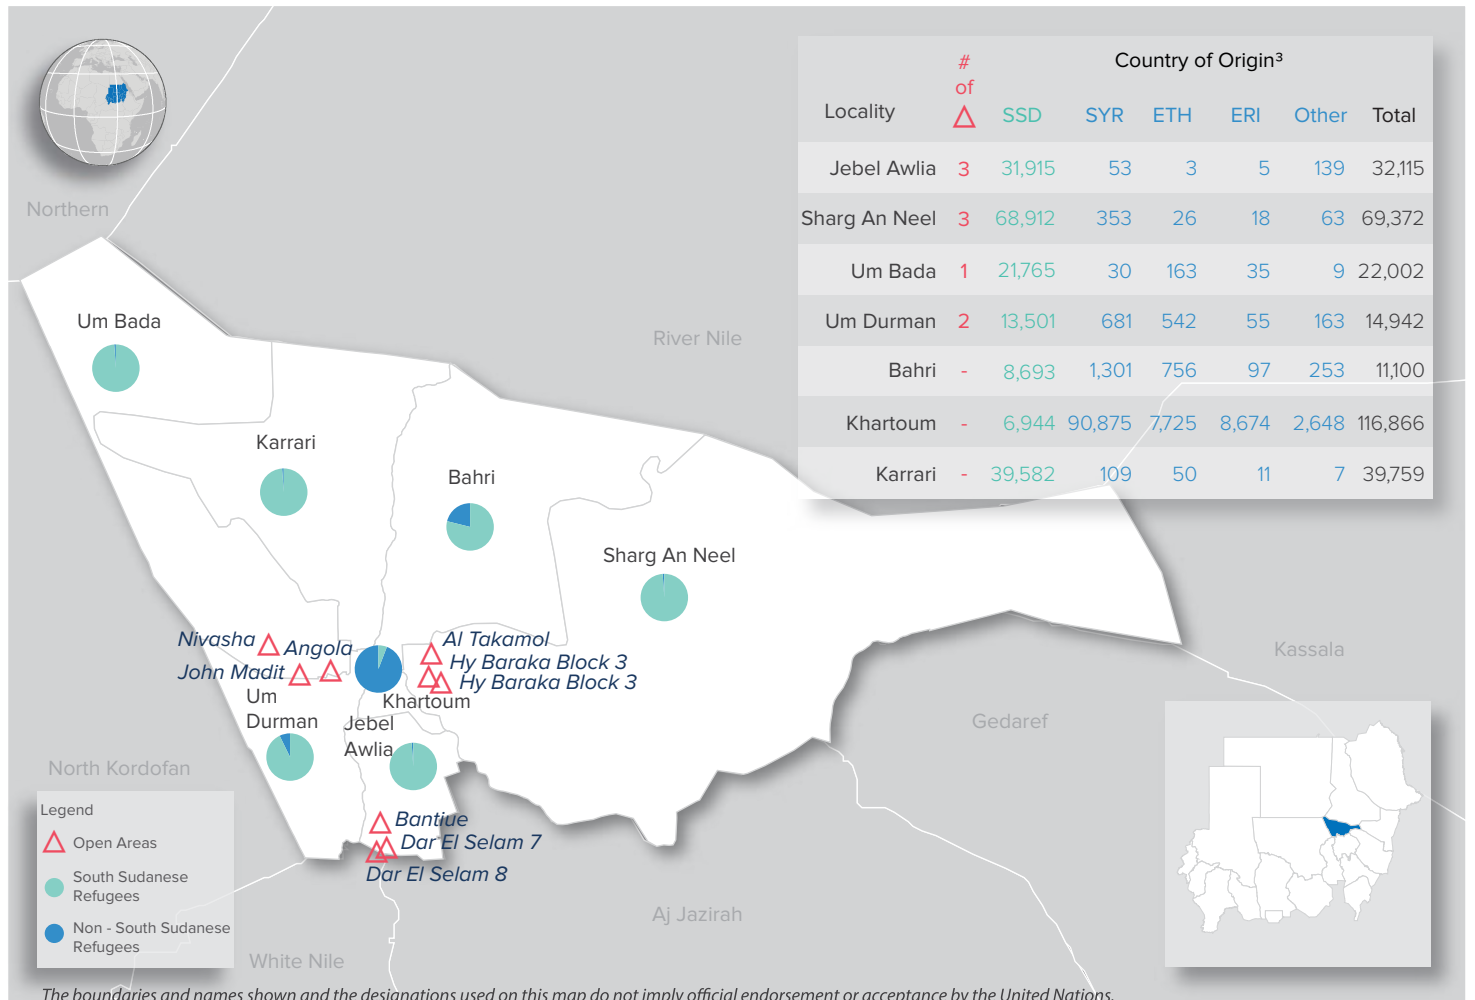 # of △
Country of Origin³
Locality SSD SYR ETH ERI Other Total
Jebel Awlia 3 31,915 53 3 5 139 32,115
Sharg An Neel 3 68,912 353 26 18 63 69,372
Um Bada 1 21,765 30 163 35 9 22,002
Um Durman 2 13,501 681 542 55 163 14,942
Bahri - 8,693 1,301 756 97 253 11,100
Khartoum - 6,944 90,875 7,725 8,674 2,648 116,866
Karrari - 39,582 109 50 11 7 39,759
Northern
River Nile
Um Bada
Karrari
Bahri
Sharg An Neel
Nivasha
Angola
John Madit
Al Takamol
Hy Baraka Block 3
Hy Baraka Block 3
Khartoum
Um
Durman
Jebel
Awlia
Bantiue
Dar El Selam 7
Dar El Selam 8
Kassala
Gedaref
North Kordofan
Aj Jazirah
White Nile
Legend
Open Areas
South Sudanese
Refugees
Non - South Sudanese
Refugees
The boundaries and names shown and the designations used on this map do not imply official endorsement or acceptance by the United Nations.